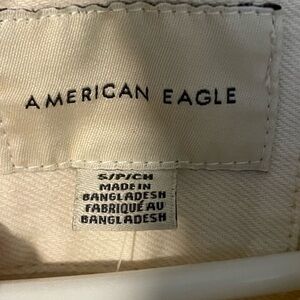 AMERICAN EAGLE
S/P/CH
MADE IN
BANGLADESH
FABRIQUÉ AU
BANGLADESH